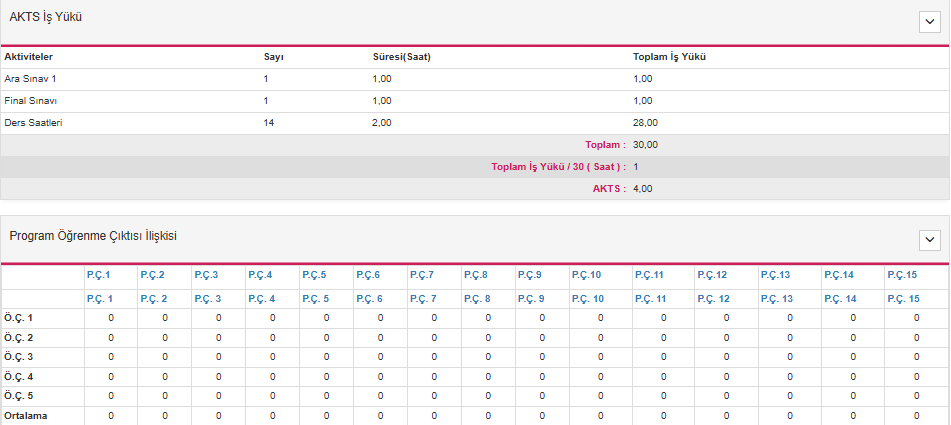 AKTS İş Yükü
Aktiviteler Sayı Süresi(Saat) Toplam İş Yükü
Ara Sınav 1 1 1,00 1,00
Final Sınavı 1 1,00 1,00
Ders Saatleri 14 2,00 28,00
Toplam : 30,00
Toplam İş Yükü / 30 ( Saat ) : 1
AKTS : 4,00
Program Öğrenme Çıktısı İlişkisi
P.Ç.1 P.Ç.2 P.Ç.3 P.Ç.4 P.Ç.5 P.Ç.6 P.Ç.7 P.Ç.8 P.Ç.9 P.Ç.10 P.Ç.11 P.Ç.12 P.Ç.13 P.Ç.14 P.Ç.15
P.Ç. 1 P.Ç. 2 P.Ç. 3 P.Ç. 4 P.Ç. 5 P.Ç. 6 P.Ç. 7 P.Ç. 8 P.Ç. 9 P.Ç. 10 P.Ç. 11 P.Ç. 12 P.Ç. 13 P.Ç. 14 P.Ç. 15
Ö.Ç. 1 0 0 0 0 0 0 0 0 0 0 0 0 0 0 0
Ö.Ç. 2 0 0 0 0 0 0 0 0 0 0 0 0 0 0 0
Ö.Ç. 3 0 0 0 0 0 0 0 0 0 0 0 0 0 0 0
Ö.Ç. 4 0 0 0 0 0 0 0 0 0 0 0 0 0 0 0
Ö.Ç. 5 0 0 0 0 0 0 0 0 0 0 0 0 0 0 0
Ortalama 0 0 0 0 0 0 0 0 0 0 0 0 0 0 0